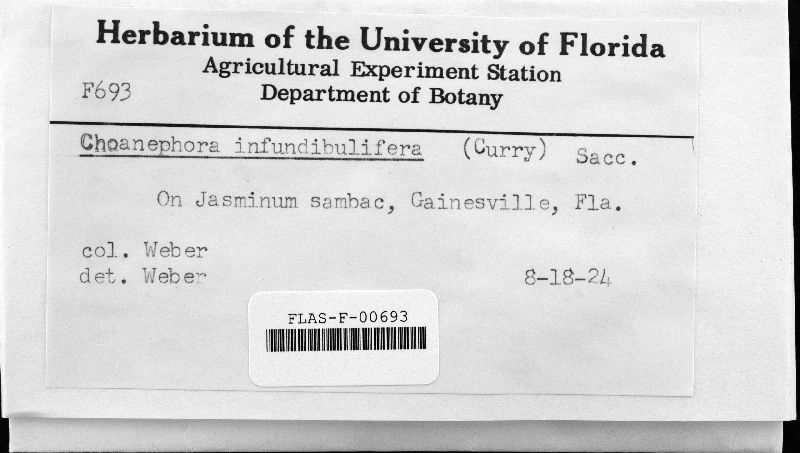 Herbarium of the University of Florida
Agricultural Experiment Station
F693 Department of Botany
Choanephora infundibulifera (Curry) Sacc.
On Jasminum sambac, Gainesville, Fla.
col. Weber
det. Weber 8-18-24
FLAS-F-00693